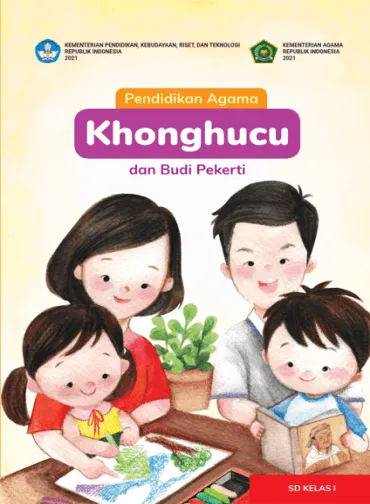 KEMENTERIAN PENDIDIKAN, KEBUDAYAAN, RISET, DAN TEKNOLOGI
REPUBLIK INDONESIA
2021
KEMENTERIAN AGAMA
REPUBLIK INDONESIA
2021
Pendidikan Agama
Khonghucu
dan Budi Pekerti
SD KELAS I